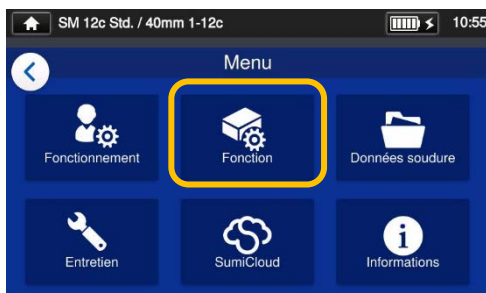 SM 12c Std. / 40mm 1-12c 10:55
Menu
Fonctionnement Fonction Données soudure
Entretien SumiCloud Informations